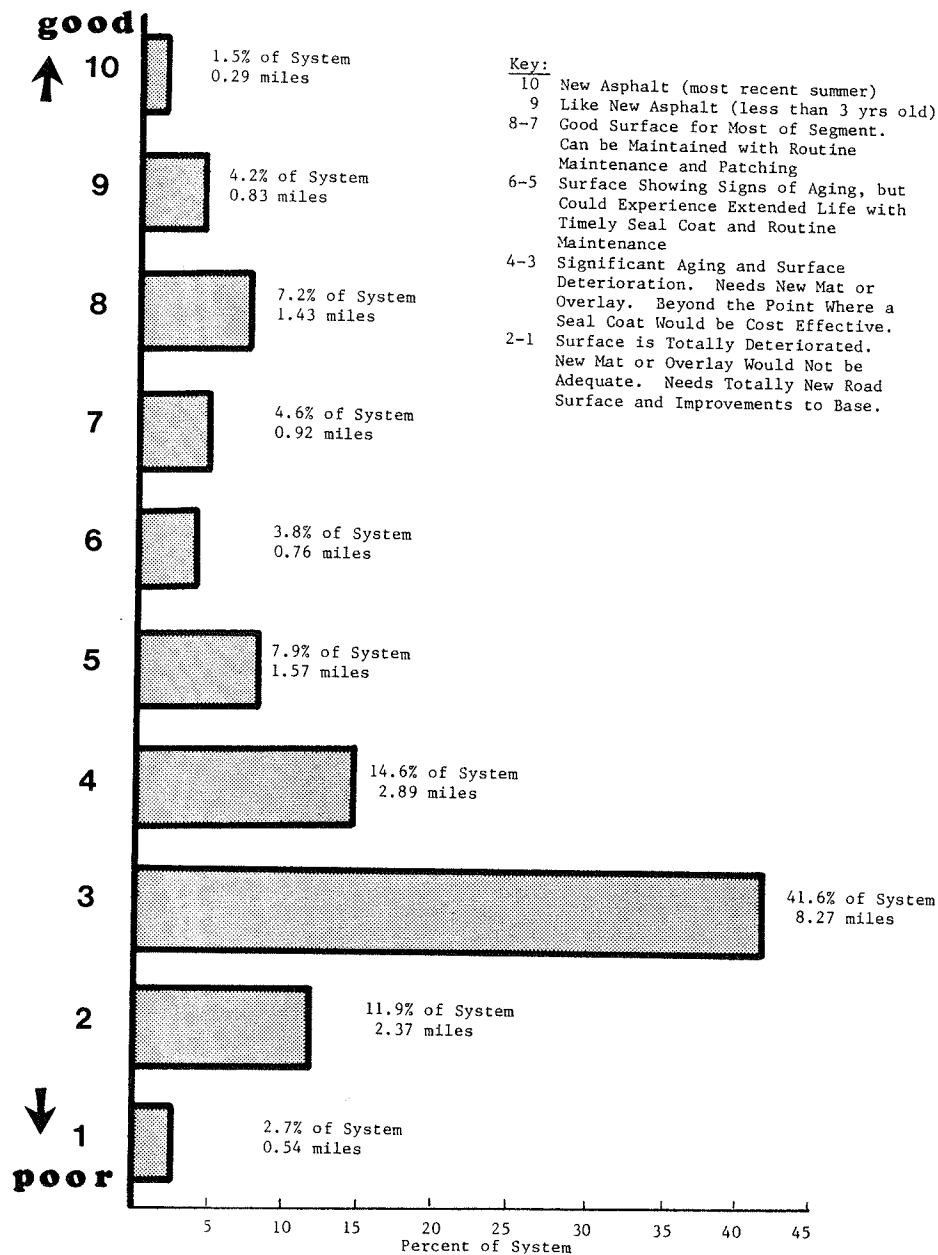 good
10
1.5% of System
0.29 miles
Key:
10 New Asphalt (most recent summer)
9 Like New Asphalt (less than 3 yrs old)
8-7 Good Surface for Most of Segment.
Can be Maintained with Routine
Maintenance and Patching
6-5 Surface Showing Signs of Aging, but
Could Experience Extended Life with
Timely Seal Coat and Routine
Maintenance
4-3 Significant Aging and Surface
Deterioration. Needs New Mat or
Overlay. Beyond the Point Where a
Seal Coat Would be Cost Effective.
2-1 Surface is Totally Deteriorated.
New Mat or Overlay Would Not be
Adequate. Needs Totally New Road
Surface and Improvements to Base.
9
4.2% of System
0.83 miles
8
7.2% of System
1.43 miles
7
4.6% of System
0.92 miles
6
3.8% of System
0.76 miles
5
7.9% of System
1.57 miles
4
14.6% of System
2.89 miles
3
41.6% of System
8.27 miles
2
11.9% of System
2.37 miles
1
2.7% of System
0.54 miles
poor
5 10 15 20 25 30 35 40 45
Percent of System